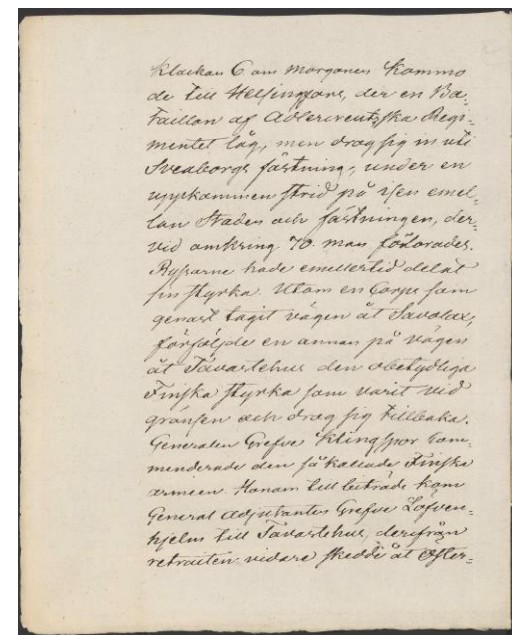 klockan 6 om morgonen kommo
de till Helsingfors, der en Ba-
taillon af Adlercreutzska Regi-
mentet låg, men drog sig in uti
Sveaborgs fästning, under en
uppkommen strid på isen emel-
lan Staden och fästningen, der-
vid omkring 70 man förlorades.
Ryssarne hade emellertid delat
sin styrka. Utom en Corps som
genast tagit vägen åt Savolax,
förföljde en annan på vägen
åt Tavastehus den obetydliga
Finska styrka som varit vid
gränsen och drog sig tillbaka.
Generalen Grefve Klingspor com-
menderade den så kallade Finska
armeen. Honom till biträde kom
General Adjutanten Grefve Löfven-
hjelm till Tavastehus, derifrån
retraiten vidare skedde åt Öster-